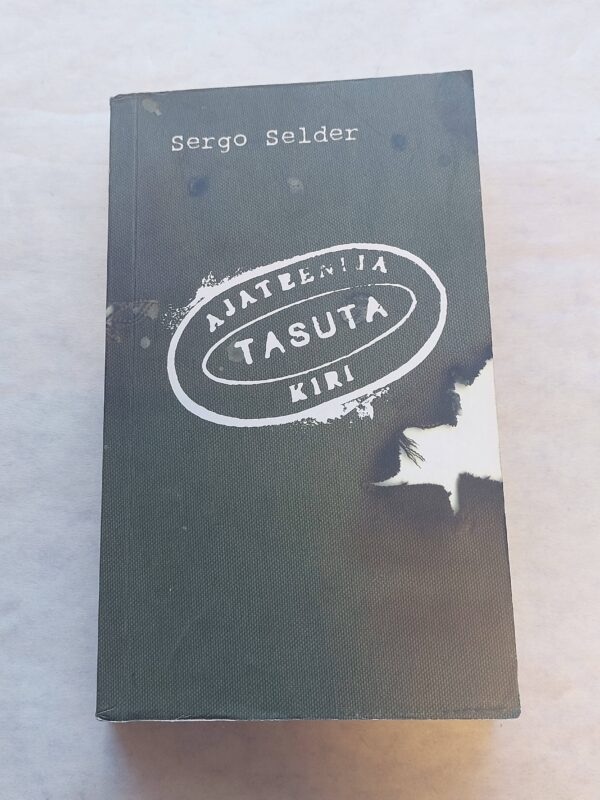 Sergo Selder
AJATEENIJA
TASUTA
KIRI